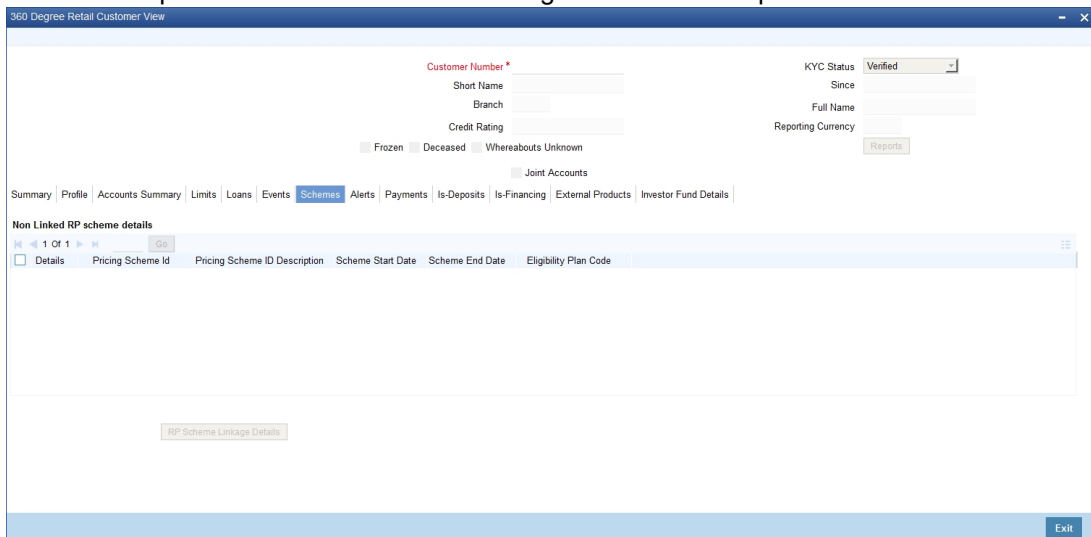 360 Degree Retail Customer View
Customer Number *
KYC Status Verified
Short Name
Since
Branch
Full Name
Credit Rating
Reporting Currency
Frozen Deceased Whereabouts Unknown
Reports
Joint Accounts
Summary Profile Accounts Summary Limits Loans Events Schemes Alerts Payments Is-Deposits Is-Financing External Products Investor Fund Details
Non Linked RP scheme details
1 Of 1 Go
Details Pricing Scheme Id Pricing Scheme ID Description Scheme Start Date Scheme End Date Eligibility Plan Code
RP Scheme Linkage Details
Exit